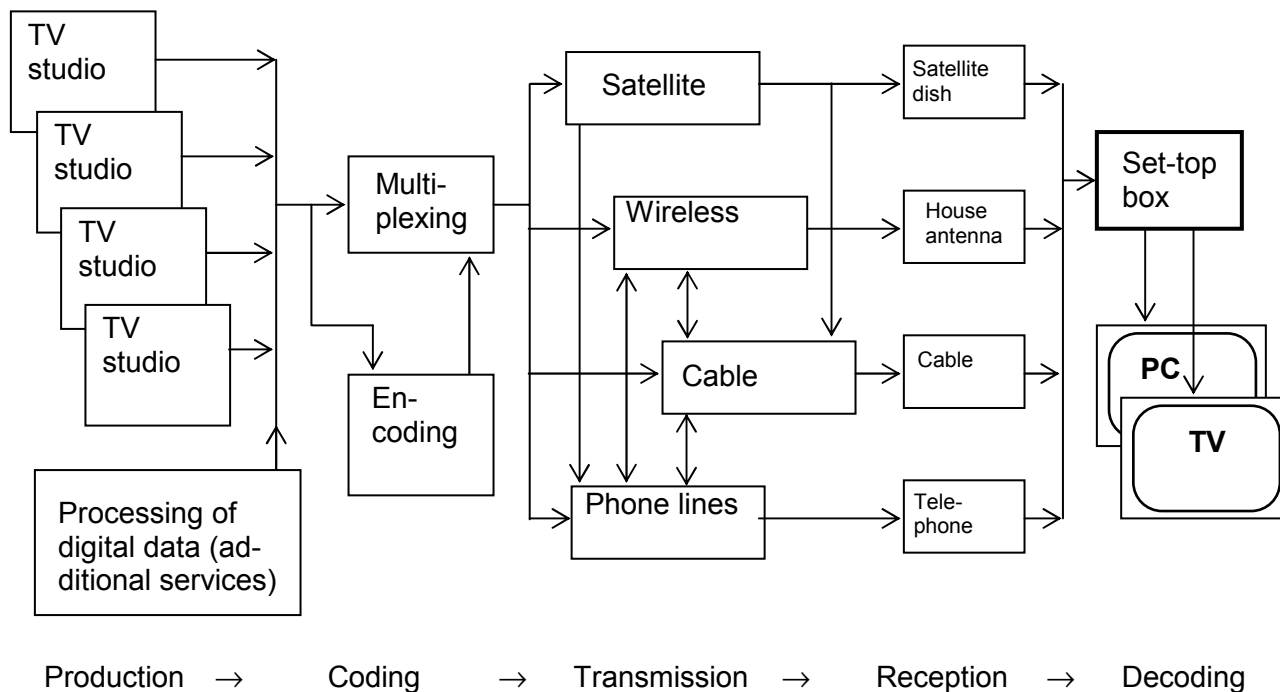 TV
studio
TV
studio
TV
studio
TV
studio
Processing of
digital data (ad-
ditional services)
Multi-
plexing
En-
coding
Satellite
Wireless
Cable
Phone lines
Satellite
dish
House
antenna
Cable
Tele-
phone
Set-top
box
PC
TV
Production → Coding → Transmission → Reception → Decoding